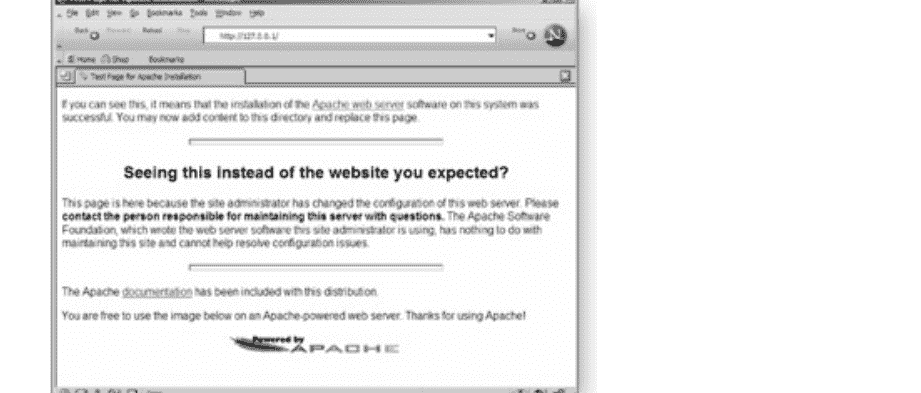 File Edit View Go Bookmarks Tools Window Help
Back Reload
http://127.0.0.1/
Home Shop Bookmarks
Test Page for Apache Installation
If you can see this, it means that the installation of the Apache web server software on this system was
successful. You may now add content to this directory and replace this page.
Seeing this instead of the website you expected?
This page is here because the site administrator has changed the configuration of this web server. Please
contact the person responsible for maintaining this server with questions. The Apache Software
Foundation, which wrote the web server software this site administrator is using, has nothing to do with
maintaining this site and cannot help resolve configuration issues.
The Apache documentation has been included with this distribution.
You are free to use the image below on an Apache-powered web server. Thanks for using Apache!
Powered by
APACHE